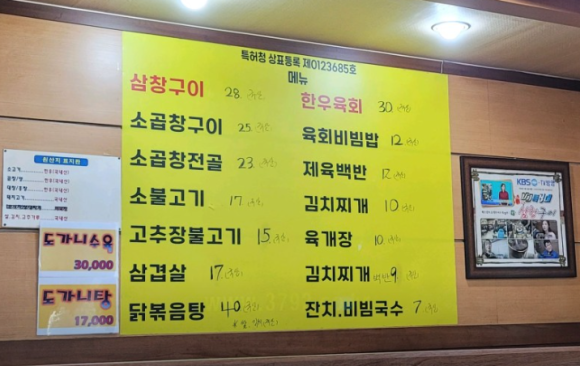 특허청 상표등록 제0123685호
메뉴
삼창구이 28
소곱창구이 25
소곱창전골 23
소불고기 17
고추장불고기 15
삼겹살 17
닭볶음탕 40
한우육회 30
육회비빔밥 12
제육백반 12
김치찌개 10
육개장 10
김치찌개 백반 9
잔치.비빔국수 7
원산지 표지판
도가니수육
30,000
도가니탕
17,000
KBS